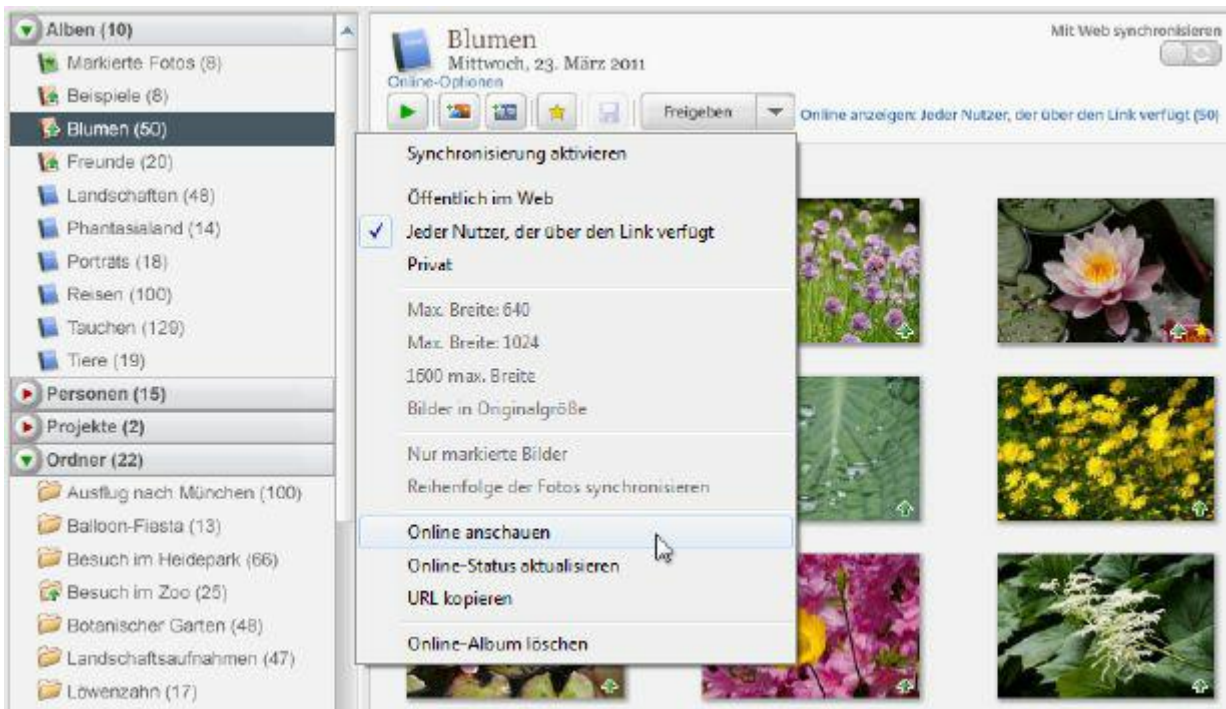 Alben (10)
Markierte Fotos (8)
Beispiele (8)
Blumen (50)
Freunde (20)
Landschaften (48)
Phantasialand (14)
Porträts (18)
Reisen (100)
Tauchen (129)
Tiere (19)
Personen (15)
Projekte (2)
Ordner (22)
Ausflug nach München (100)
Balloon-Fiesta (13)
Besuch im Heidepark (66)
Besuch im Zoo (25)
Botanischer Garten (48)
Landschaftsaufnahmen (47)
Löwenzahn (17)
Blumen
Mittwoch, 23. März 2011
Online-Optionen
Mit Web synchronisieren
Freigeben
Online anzeigen: Jeder Nutzer, der über den Link verfügt (50)
Synchronisierung aktivieren
Öffentlich im Web
Jeder Nutzer, der über den Link verfügt
Privat
Max. Breite: 640
Max. Breite: 1024
1600 max. Breite
Bilder in Originalgröße
Nur markierte Bilder
Reihenfolge der Fotos synchronisieren
Online anschauen
Online-Status aktualisieren
URL kopieren
Online-Album löschen